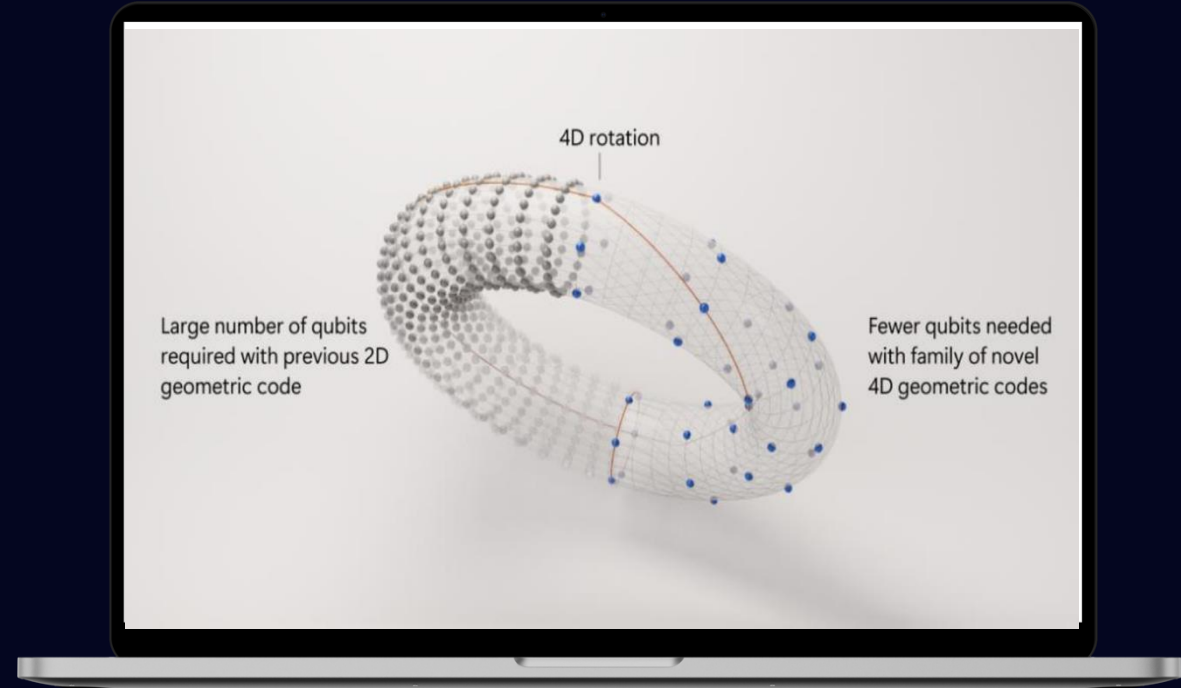 4D rotation
Large number of qubits
required with previous 2D
geometric code
Fewer qubits needed
with family of novel
4D geometric codes